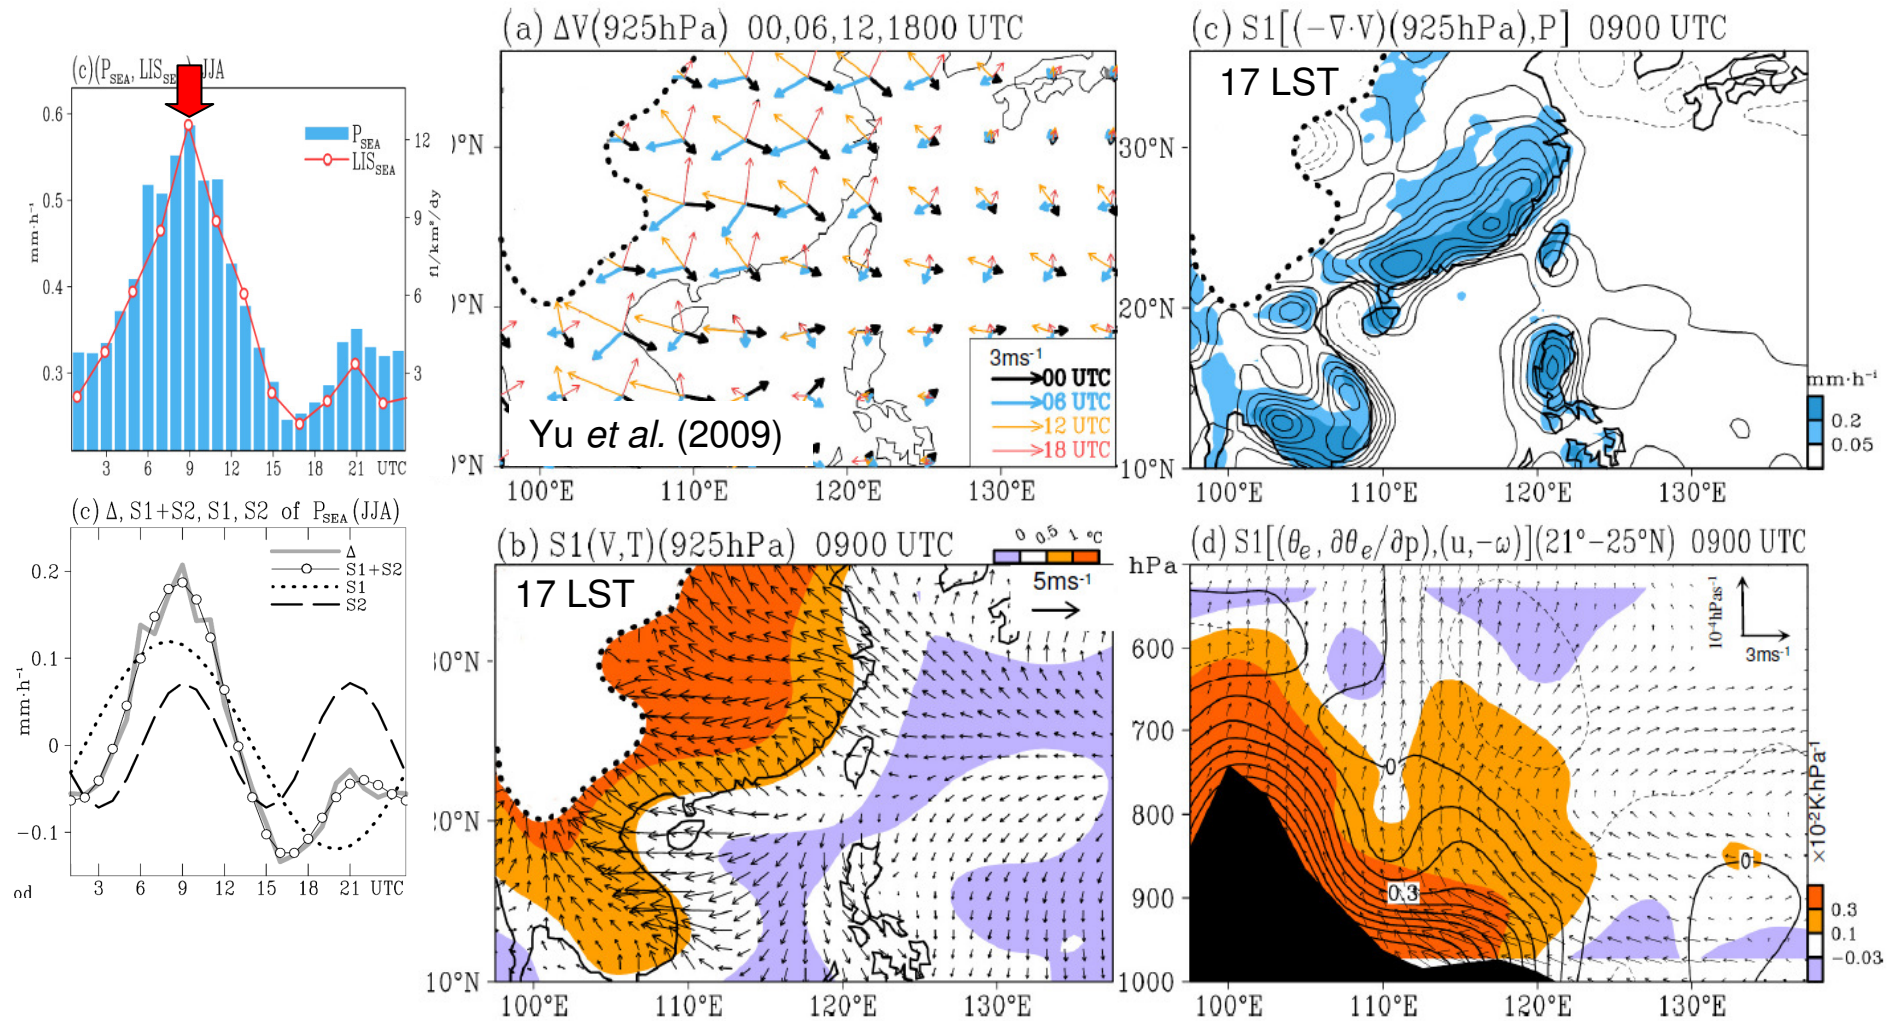 (c)(P_SEA, LIS_SE ) JJA
0.6
0.5
0.4
0.3
mm·h⁻¹
P_SEA
LIS_SEA
12
9
6
3
fl/km²/dy
3 6 9 12 15 18 21 UTC
(a) ΔV(925hPa) 00,06,12,1800 UTC
)°N
)°N
)°N
3ms⁻¹
00 UTC
06 UTC
12 UTC
18 UTC
Yu et al. (2009)
100°E 110°E 120°E 130°E
(c) S1[(−∇·V)(925hPa),P] 0900 UTC
17 LST
30°N
20°N
10°N
mm·h⁻¹
0.2
0.05
100°E 110°E 120°E 130°E
(c) Δ, S1+S2, S1, S2 of P_SEA (JJA)
Δ
S1+S2
S1
S2
0.2
0.1
0
−0.1
mm·h⁻¹
3 6 9 12 15 18 21 UTC
od
(b) S1(V,T)(925hPa) 0900 UTC
0 0.5 1 °C
5ms⁻¹
17 LST
30°N
20°N
10°N
100°E 110°E 120°E 130°E
(d) S1[(θ_e, ∂θ_e/∂p),(u,−ω)](21°−25°N) 0900 UTC
hPa
600
700
800
900
1000
10⁻⁴hPas⁻¹
3ms⁻¹
0
0.3
0
×10⁻²K·hPa⁻¹
0.3
0.1
−0.03
100°E 110°E 120°E 130°E